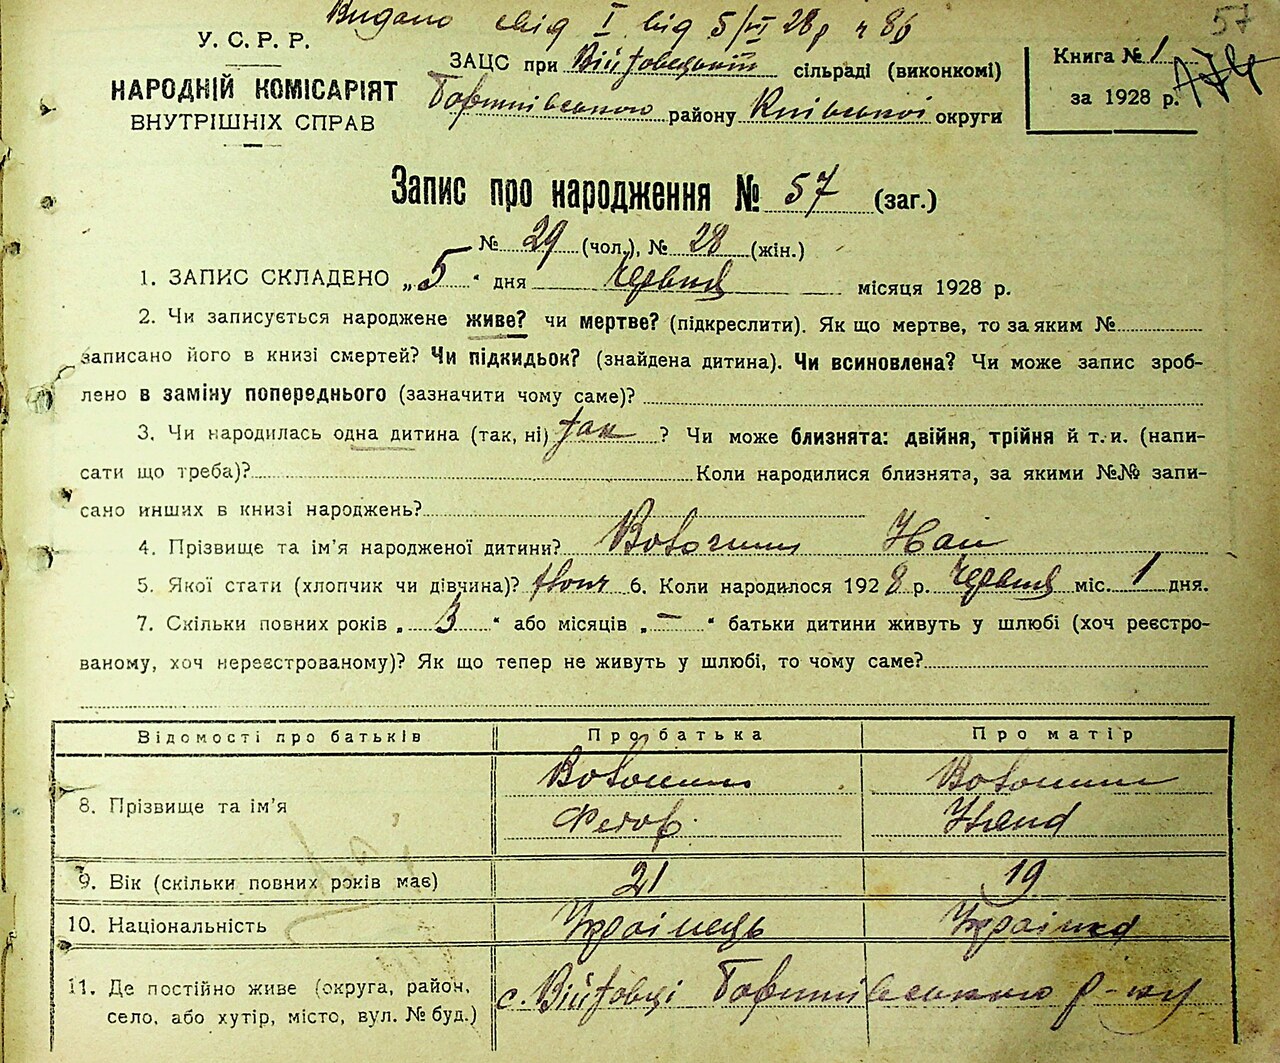 Видано свід I від 5/VI 28р ч 86
57
У. С. Р. Р.
НАРОДНІЙ КОМІСАРІЯТ
ВНУТРІШНІХ СПРАВ
ЗАЦС при Війтовецькій сільраді (виконкомі)
Баришівського району Київської округи
Книга № 1
за 1928 р.
Запис про народження № 57 (заг.)
№ 29 (чол.), № 28 (жін.)
1. ЗАПИС СКЛАДЕНО „5“ дня червня місяця 1928 р.
2. Чи записується народжене живе? чи мертве? (підкреслити). Як що мертве, то за яким №
записано його в книзі смертей? Чи підкидьок? (знайдена дитина). Чи всиновлена? Чи може запис зроб-
лено в заміну попереднього (зазначити чому саме)?
3. Чи народилась одна дитина (так, ні) так ? Чи може близнята: двійня, трійня й т. и. (напи-
сати що треба)? Коли народилися близнята, за якими №№ запи-
сано инших в книзі народжень?
4. Прізвище та ім’я народженої дитини?
5. Якої стати (хлопчик чи дівчина)? 6. Коли народилося 1928 р. червня міс. 1 дня.
7. Скільки повних років „3“ або місяців „—“ батьки дитини живуть у шлюбі (хоч реєстро-
ваному, хоч нереєстрованому)? Як що тепер не живуть у шлюбі, то чому саме?
Відомості про батьків Про батька Про матір
8. Прізвище та ім’я
Федор
9. Вік (скільки повних років має) 21 19
10. Національність Українець Українка
11. Де постійно живе (округа, район,
село, або хутір, місто, вул. № буд.) с. Війтовці Баришівського р-ну